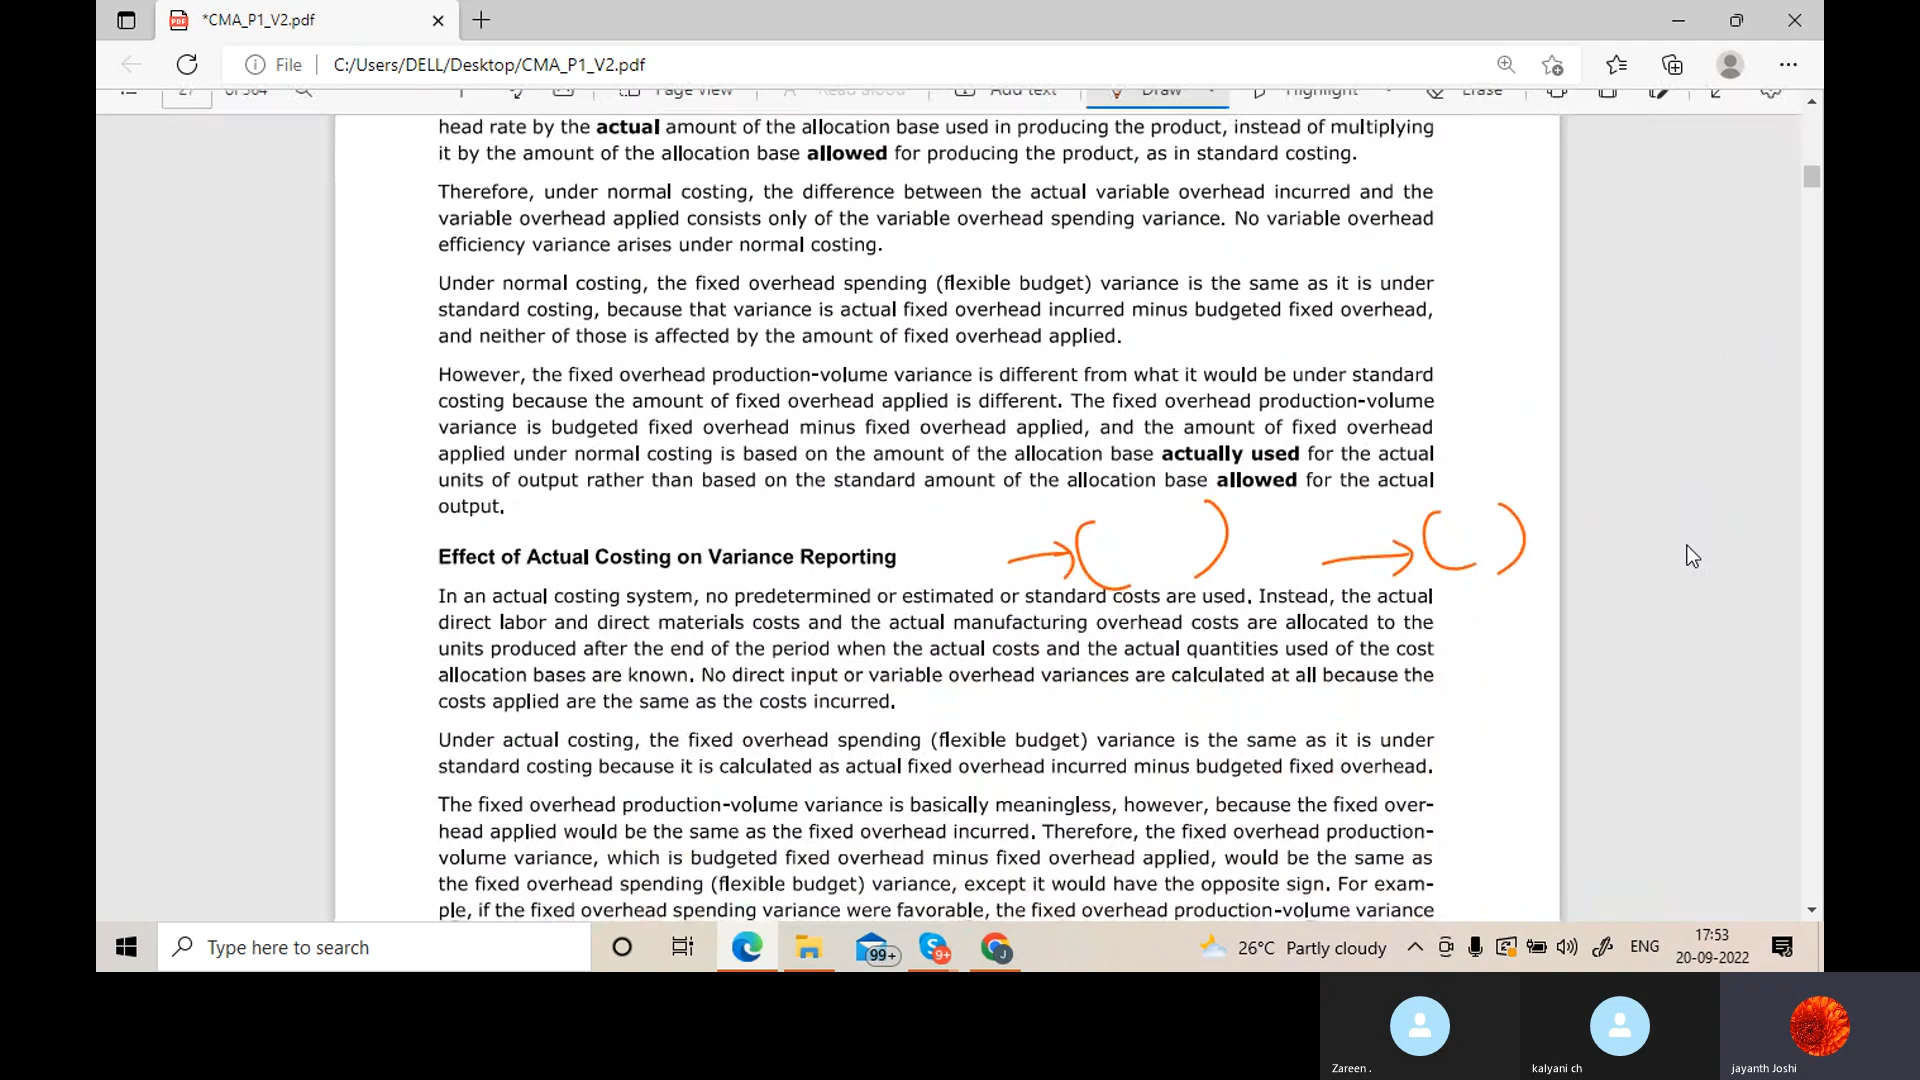 *CMA_P1_V2.pdf
File | C:/Users/DELL/Desktop/CMA_P1_V2.pdf
27 of 364 Page view Read aloud Add text Draw Highlight Erase
head rate by the actual amount of the allocation base used in producing the product, instead of multiplying
it by the amount of the allocation base allowed for producing the product, as in standard costing.
Therefore, under normal costing, the difference between the actual variable overhead incurred and the
variable overhead applied consists only of the variable overhead spending variance. No variable overhead
efficiency variance arises under normal costing.
Under normal costing, the fixed overhead spending (flexible budget) variance is the same as it is under
standard costing, because that variance is actual fixed overhead incurred minus budgeted fixed overhead,
and neither of those is affected by the amount of fixed overhead applied.
However, the fixed overhead production-volume variance is different from what it would be under standard
costing because the amount of fixed overhead applied is different. The fixed overhead production-volume
variance is budgeted fixed overhead minus fixed overhead applied, and the amount of fixed overhead
applied under normal costing is based on the amount of the allocation base actually used for the actual
units of output rather than based on the standard amount of the allocation base allowed for the actual
output.
Effect of Actual Costing on Variance Reporting
In an actual costing system, no predetermined or estimated or standard costs are used. Instead, the actual
direct labor and direct materials costs and the actual manufacturing overhead costs are allocated to the
units produced after the end of the period when the actual costs and the actual quantities used of the cost
allocation bases are known. No direct input or variable overhead variances are calculated at all because the
costs applied are the same as the costs incurred.
Under actual costing, the fixed overhead spending (flexible budget) variance is the same as it is under
standard costing because it is calculated as actual fixed overhead incurred minus budgeted fixed overhead.
The fixed overhead production-volume variance is basically meaningless, however, because the fixed over-
head applied would be the same as the fixed overhead incurred. Therefore, the fixed overhead production-
volume variance, which is budgeted fixed overhead minus fixed overhead applied, would be the same as
the fixed overhead spending (flexible budget) variance, except it would have the opposite sign. For exam-
ple, if the fixed overhead spending variance were favorable, the fixed overhead production-volume variance
Type here to search
99+
9+
J
26°C Partly cloudy
ENG
17:53
20-09-2022
Zareen .
kalyani ch
jayanth Joshi